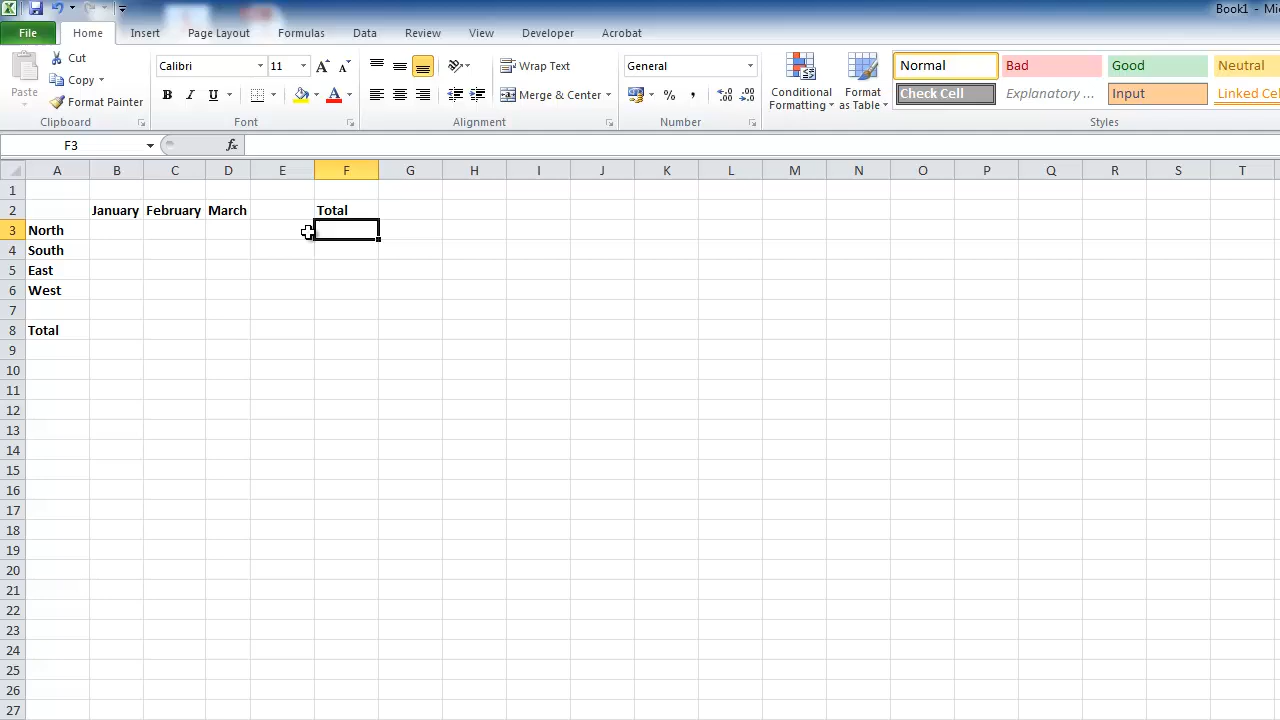 Book1 - Mi
File Home Insert Page Layout Formulas Data Review View Developer Acrobat
Paste
Cut
Copy
Format Painter
Clipboard
Calibri 11 A A
B I U A
Font
Wrap Text
Merge & Center
Alignment
General
% ,
Number
Conditional Formatting
Format as Table
Normal Bad Good Neutral
Check Cell Explanatory ... Input Linked Cel
Styles
F3 fx
A B C D E F G H I J K L M N O P Q R S T
1
2 January February March Total
3 North
4 South
5 East
6 West
7
8 Total
9
10
11
12
13
14
15
16
17
18
19
20
21
22
23
24
25
26
27